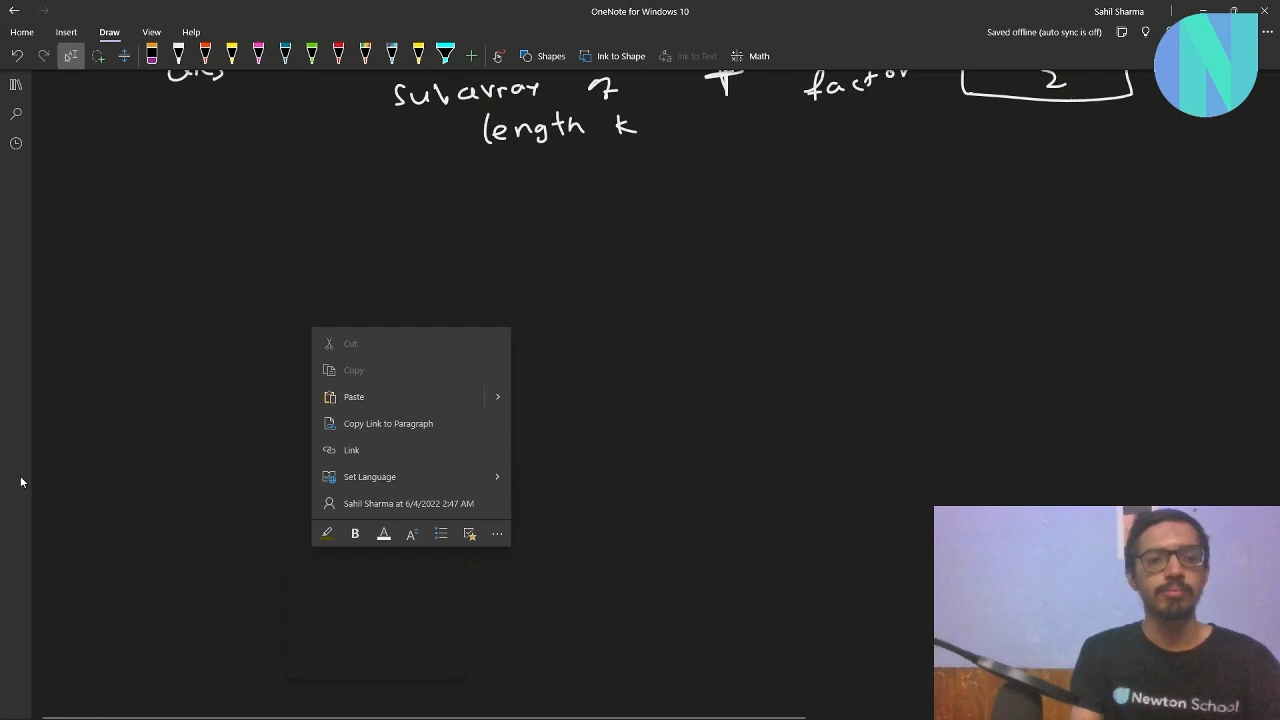 OneNote for Windows 10
Sahil Sharma
Home Insert Draw View Help
Saved offline (auto sync is off)
Shapes Ink to Shape Ink to Text Math
subarray of factor 2
length k
Cut
Copy
Paste
Copy Link to Paragraph
Link
Set Language
Sahil Sharma at 6/4/2022 2:47 AM
B A A
Newton School